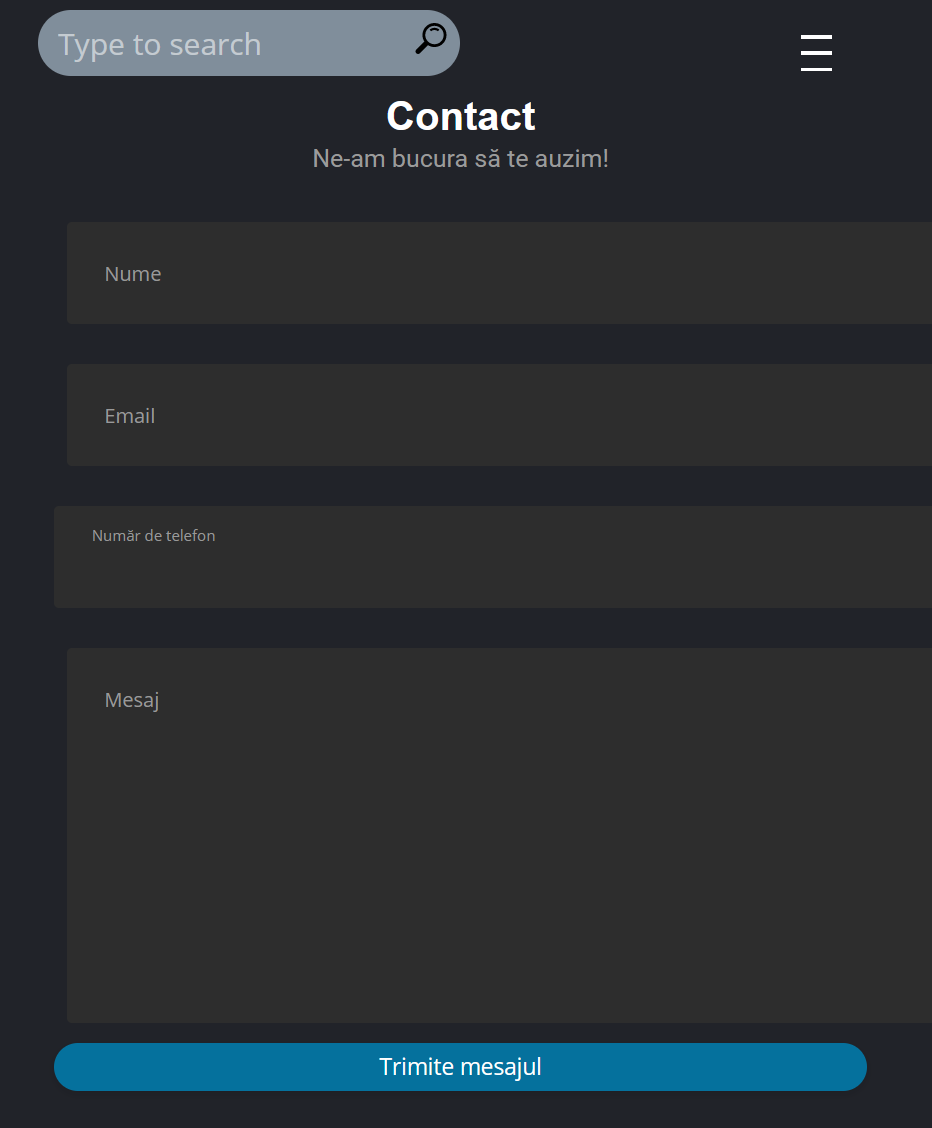 Type to search
Contact
Ne-am bucura să te auzim!
Nume
Email
Număr de telefon
Mesaj
Trimite mesajul